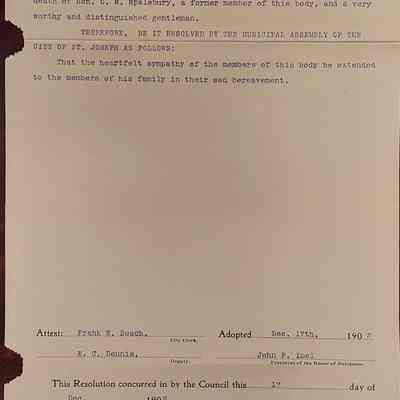 death of Hon. C. B. Spalsbury, a former member of this body, and a very
worthy and distinguished gentleman.
THEREFORE, BE IT RESOLVED BY THE MUNICIPAL ASSEMBLY OF THE
CITY OF ST. JOSEPH AS FOLLOWS:
That the heartfelt sympathy of the members of this body be extended
to the members of his family in their sad bereavement.
Attest: Frank E. Dosch. Adopted Dec. 17th, 190
City Clerk.
E. C. Dennis, John P.
Deputy. President of the House of Delegates.
This Resolution concurred in by the Council this 17 day of
Dec. 190